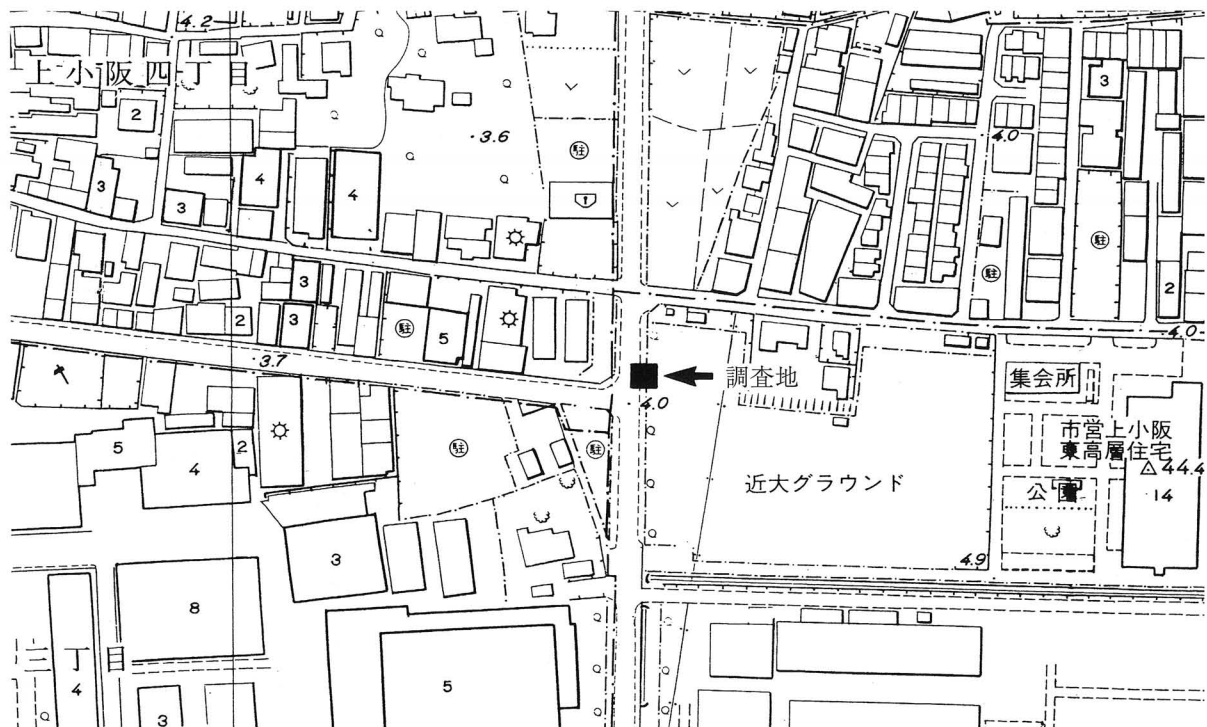 4.2
上小阪四丁目
3
2
・3.6
4.0
駐
3
4
4
3
駐
駐
2
3
2
3
駐
5
・4.0
・3.7
調査地
集会所
・4.0
市営上小阪
東高層住宅
5
4
2
駐
駐
△44.4
近大グラウンド
公園
14
3
4.9
8
三丁目
4
5
3